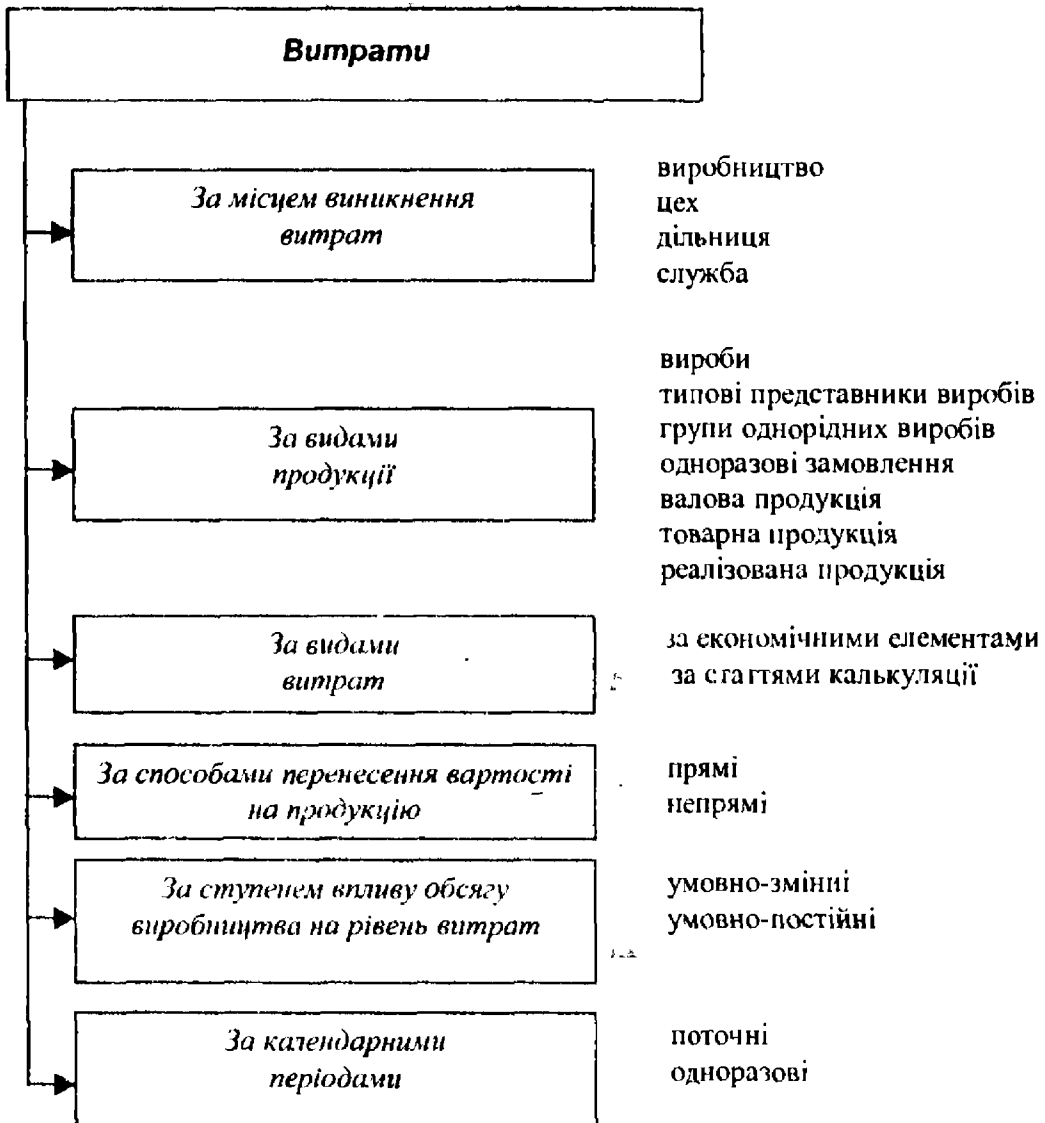 Витрати
За місцем виникнення
витрат
виробництво
цех
дільниця
служба
За видами
продукції
вироби
типові представники виробів
групи однорідних виробів
одноразові замовлення
валова продукція
товарна продукція
реалізована продукція
За видами
витрат
за економічними елементами
за статтями калькуляції
За способами перенесення вартості
на продукцію
прямі
непрямі
За ступенем впливу обсягу
виробництва на рівень витрат
умовно-змінні
умовно-постійні
За календарними
періодами
поточні
одноразові